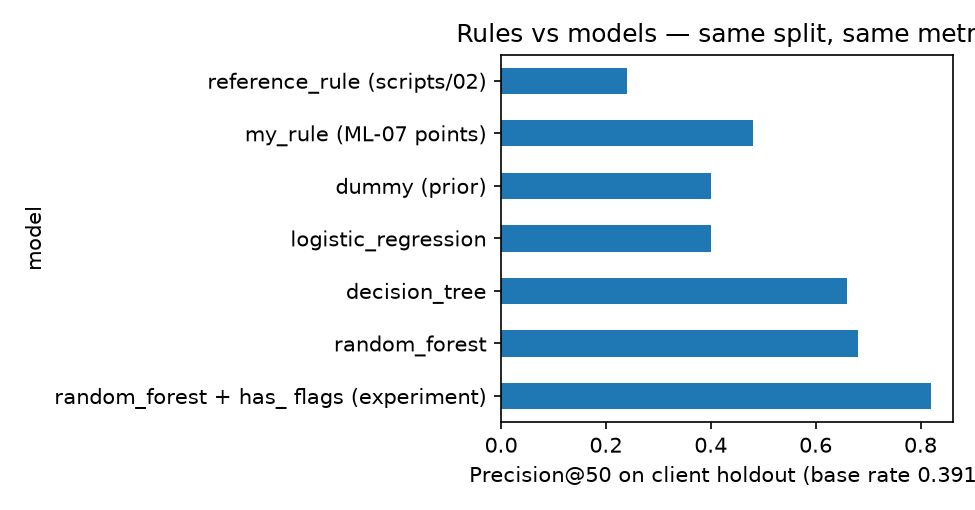 Rules vs models — same split, same metr
reference_rule (scripts/02)
my_rule (ML-07 points)
dummy (prior)
logistic_regression
decision_tree
random_forest
random_forest + has_ flags (experiment)
model
0.0 0.2 0.4 0.6 0.8
Precision@50 on client holdout (base rate 0.391